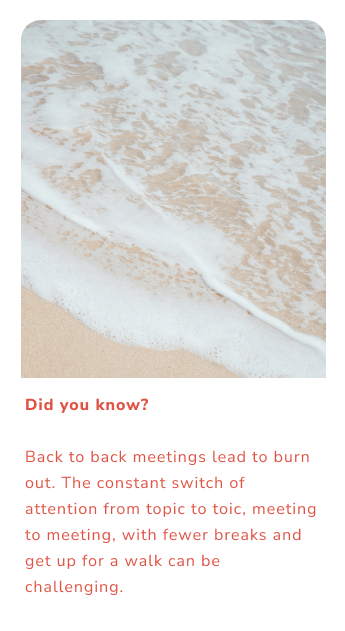 Did you know?
Back to back meetings lead to burn
out. The constant switch of
attention from topic to toic, meeting
to meeting, with fewer breaks and
get up for a walk can be
challenging.